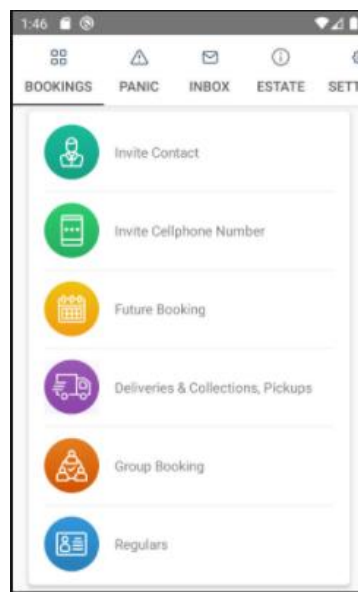 1:46
BOOKINGS PANIC INBOX ESTATE SETT
Invite Contact
Invite Cellphone Number
Future Booking
Deliveries & Collections, Pickups
Group Booking
Regulars